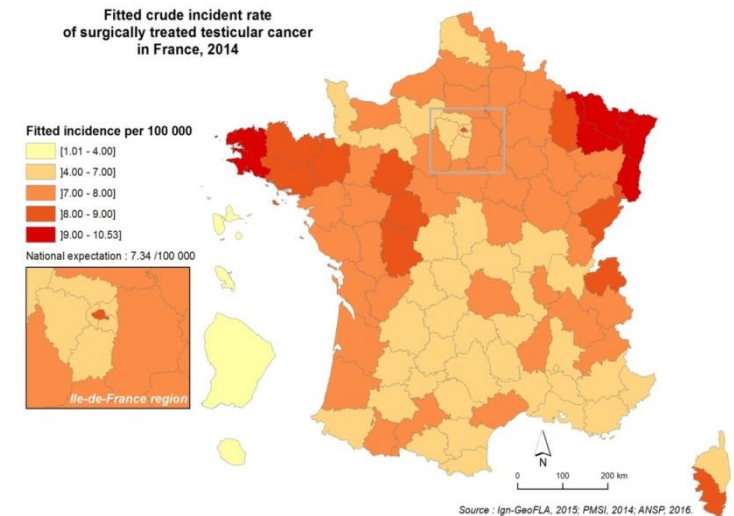 Fitted crude incident rate
of surgically treated testicular cancer
in France, 2014
Fitted incidence per 100 000
[1.01 - 4.00]
]4.00 - 7.00]
]7.00 - 8.00]
]8.00 - 9.00]
]9.00 - 10.53]
National expectation : 7.34 /100 000
Ile-de-France region
N
0 100 200 km
Source : Ign-GeoFLA, 2015; PMSI, 2014; ANSP, 2016.